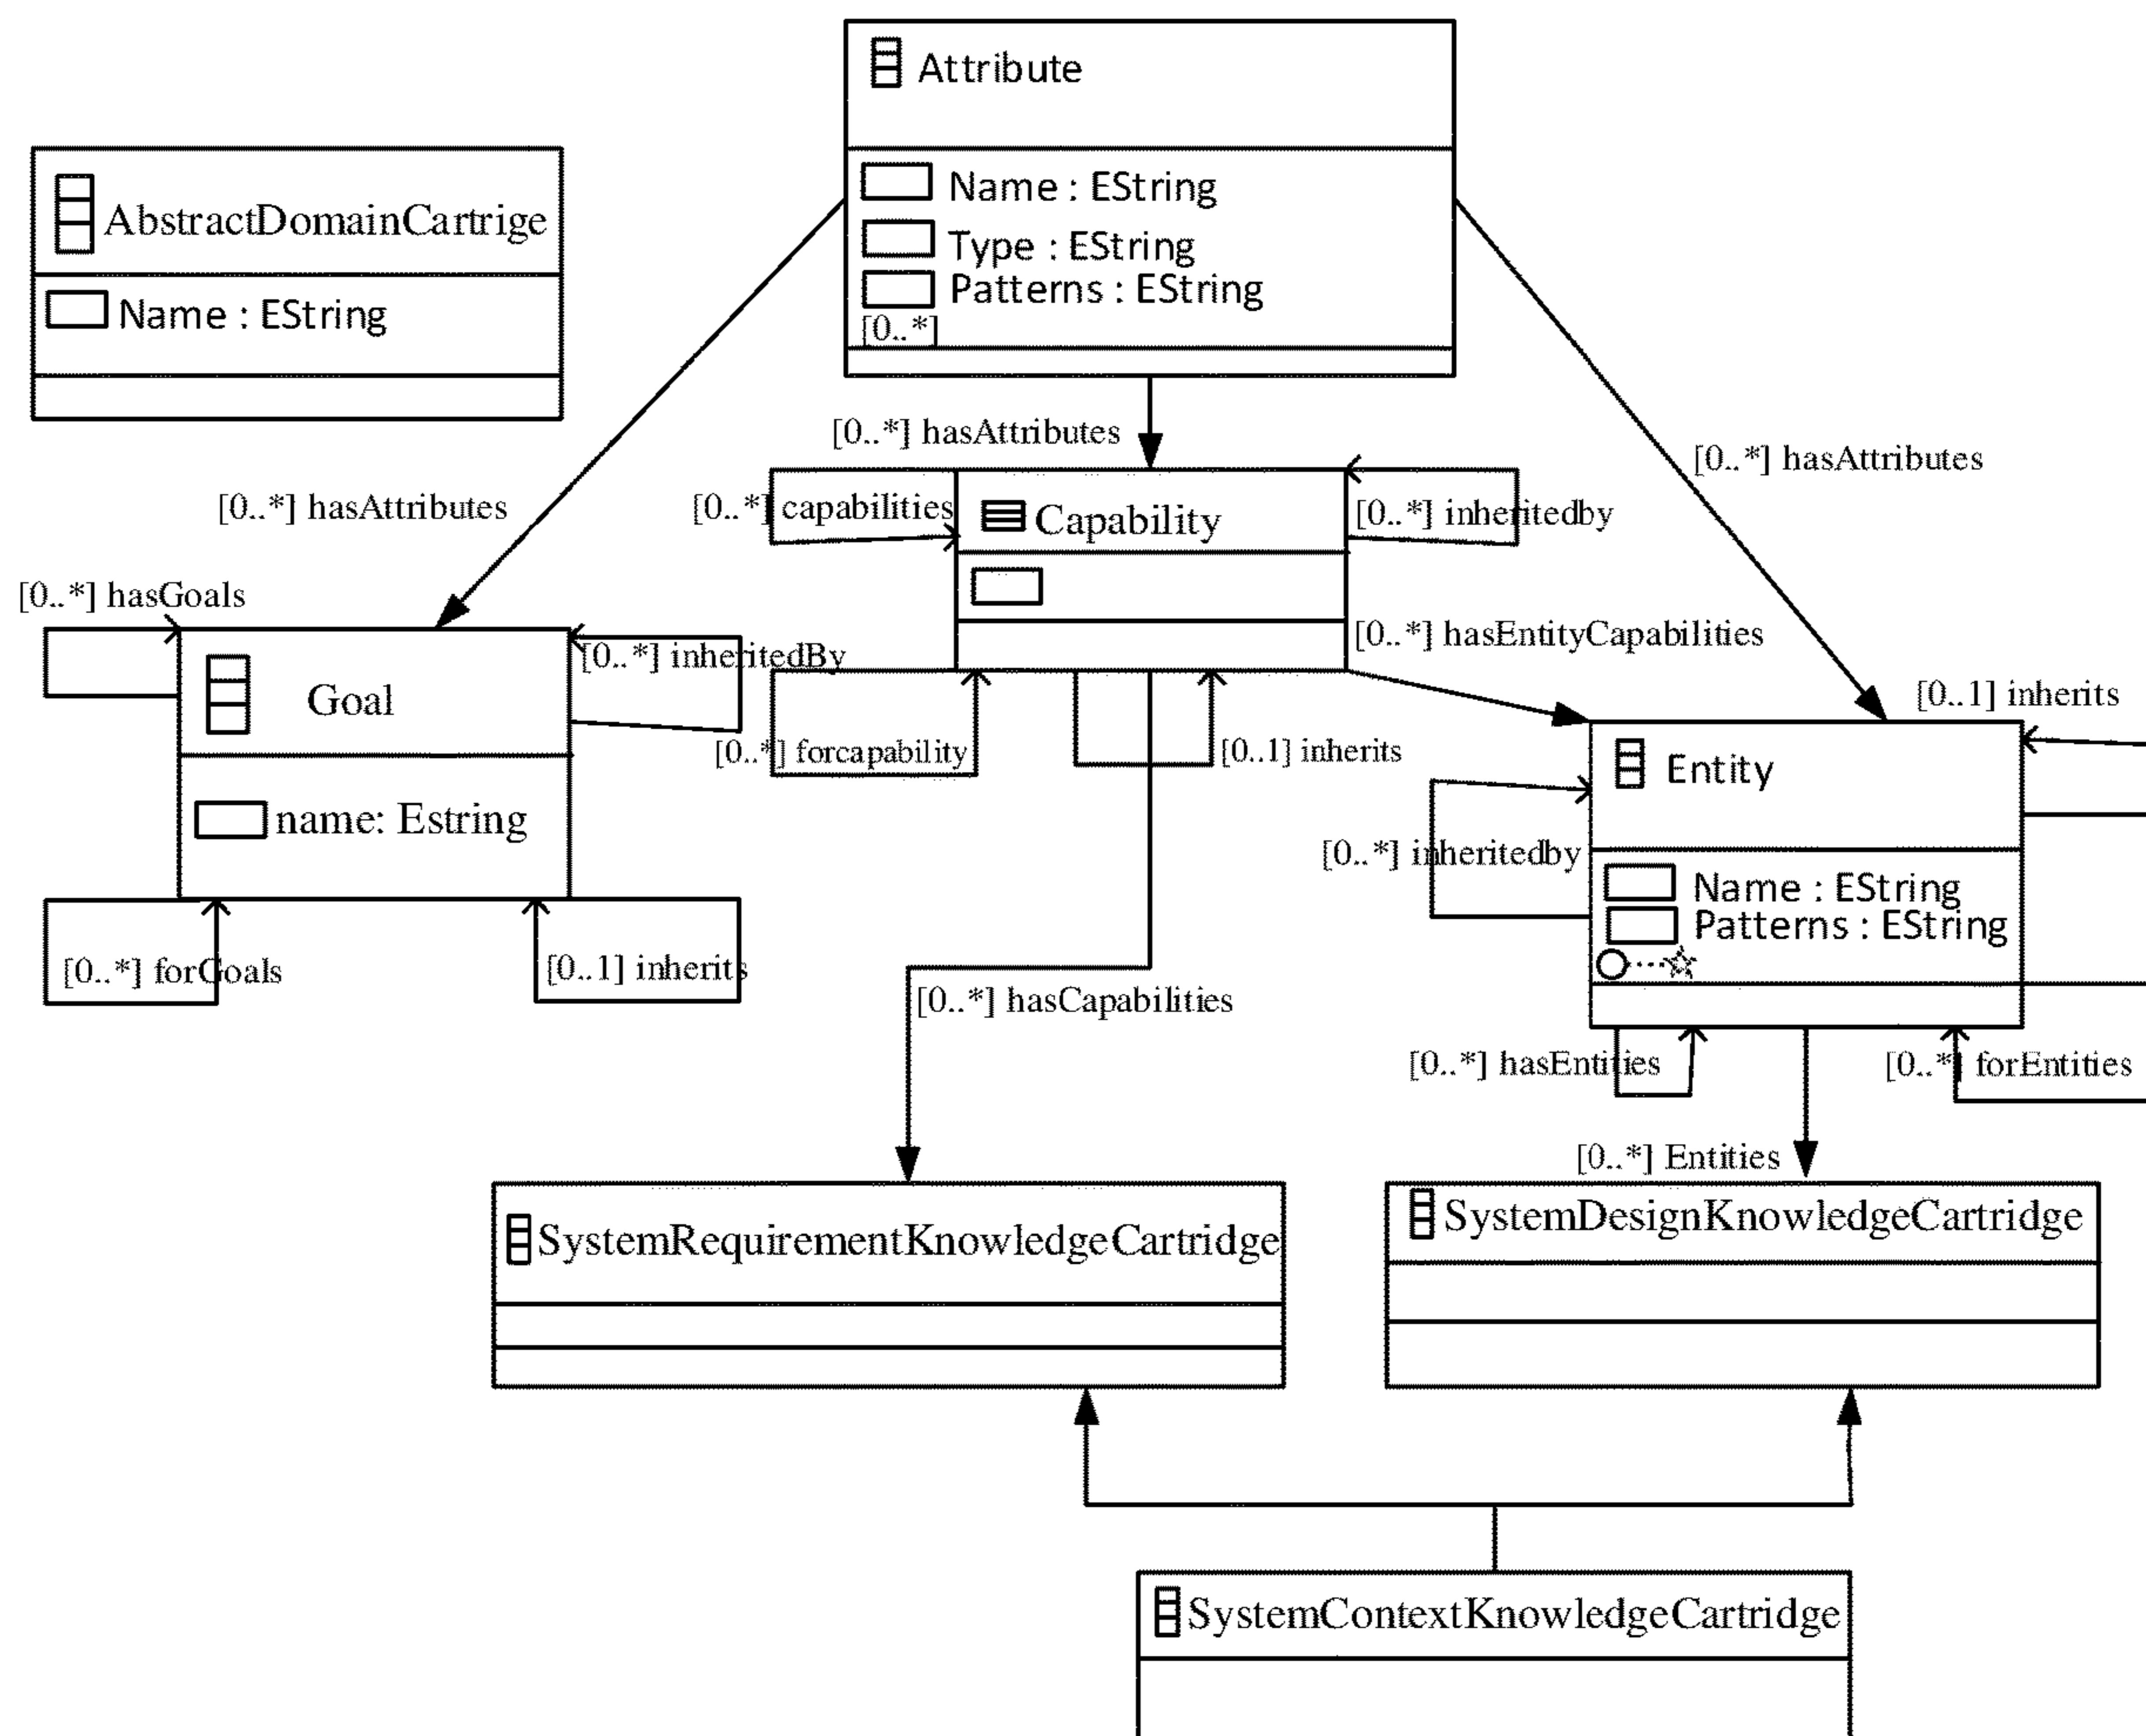 Attribute
Name : EString
Type : EString
Patterns : EString
[0..*]
AbstractDomainCartrige
Name : EString
[0..*] hasAttributes
[0..*] hasAttributes
[0..*] hasAttributes
[0..*] capabilities
Capability
[0..*] inheritedby
[0..*] hasGoals
[0..*] inheritedBy
Goal
name: Estring
[0..*] forGoals
[0..1] inherits
[0..*] hasEntityCapabilities
[0..*] forcapability
[0..1] inherits
[0..1] inherits
Entity
[0..*] inheritedby
Name : EString
Patterns : EString
[0..*] hasCapabilities
[0..*] hasEntities
[0..*] forEntities
[0..*] Entities
SystemRequirementKnowledgeCartridge
SystemDesignKnowledgeCartridge
SystemContextKnowledgeCartridge